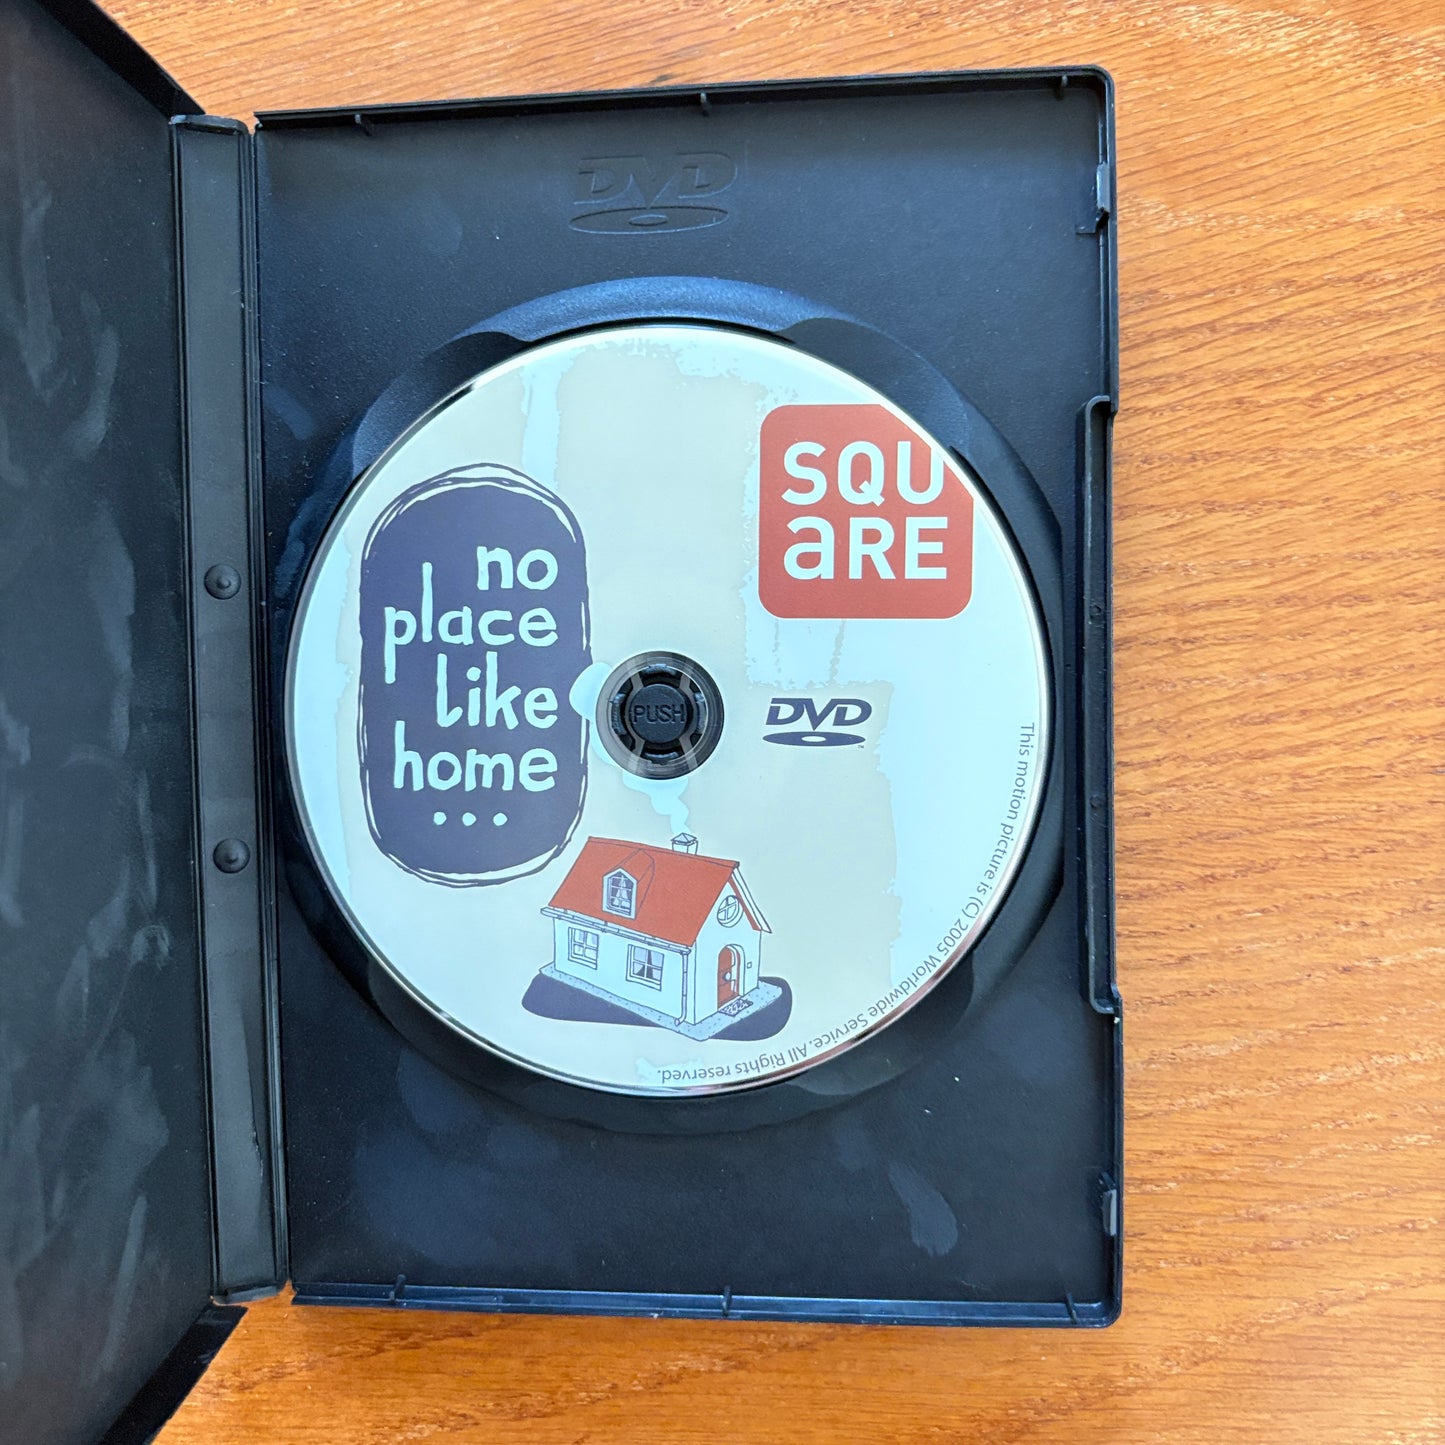 DVD
SQU
aRE
no
place
like
home
...
PUSH
DVD
TM
This motion picture is (C) 2005 Worldwide Service. All Rights reserved.